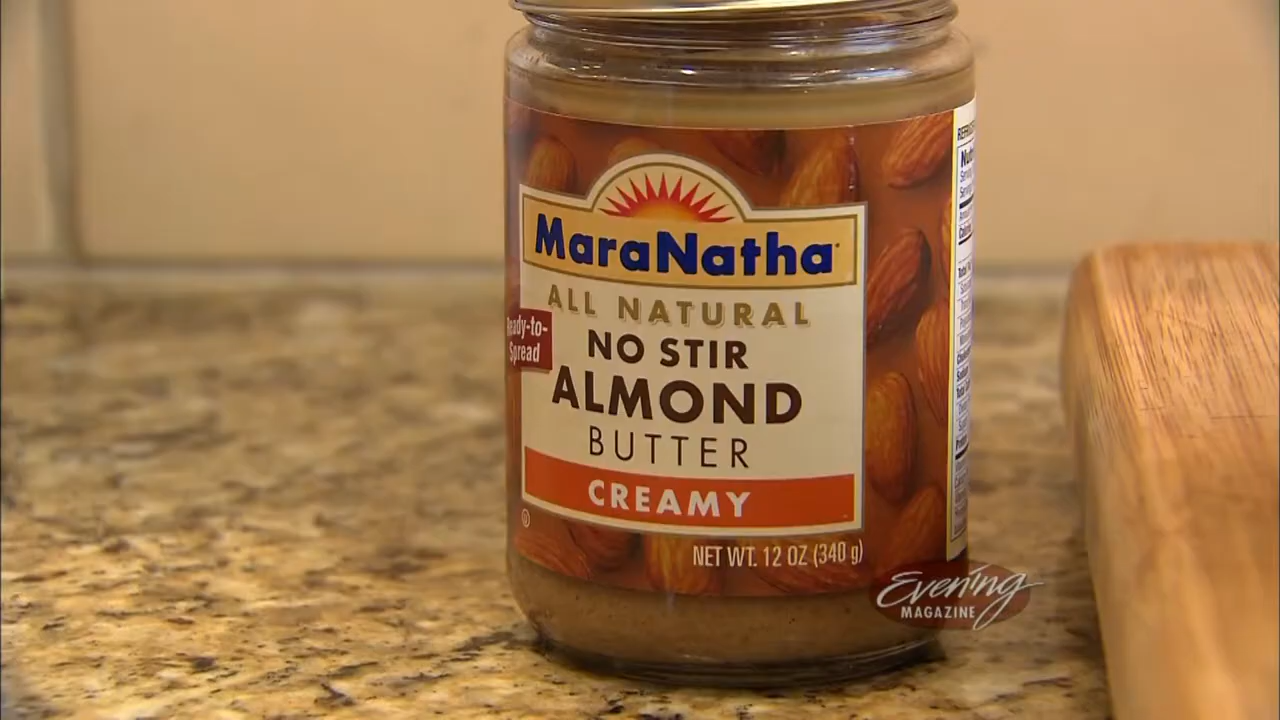 MaraNatha
ALL NATURAL
NO STIR
ALMOND
BUTTER
CREAMY
Ready-to-
Spread
NET WT. 12 OZ (340 g)
Evening
MAGAZINE